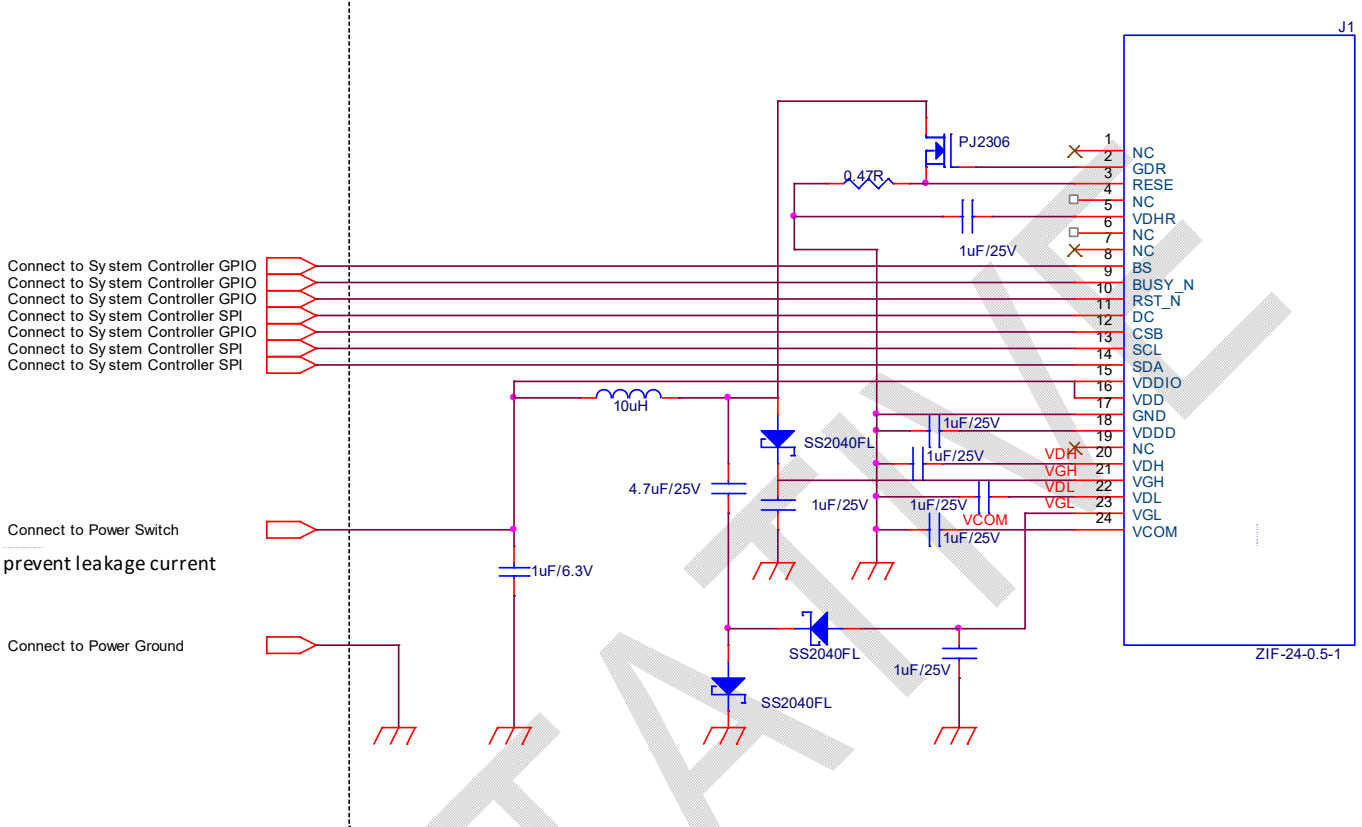 J1
PJ2306
0.47R
1uF/25V
1
2
3
4
5
6
7
8
9
10
11
12
13
14
15
16
17
18
19
20
21
22
23
24
NC
GDR
RESE
NC
VDHR
NC
NC
BS
BUSY_N
RST_N
DC
CSB
SCL
SDA
VDDIO
VDD
GND
VDDD
NC
VDH
VGH
VDL
VGL
VCOM
Connect to System Controller GPIO
Connect to System Controller GPIO
Connect to System Controller GPIO
Connect to System Controller SPI
Connect to System Controller GPIO
Connect to System Controller SPI
Connect to System Controller SPI
10uH
SS2040FL
4.7uF/25V
1uF/25V
1uF/25V
1uF/25V
1uF/25V
1uF/25V
VDH
VGH
VDL
VGL
VCOM
Connect to Power Switch
prevent leakage current
1uF/6.3V
Connect to Power Ground
SS2040FL
1uF/25V
SS2040FL
ZIF-24-0.5-1
TATIVE